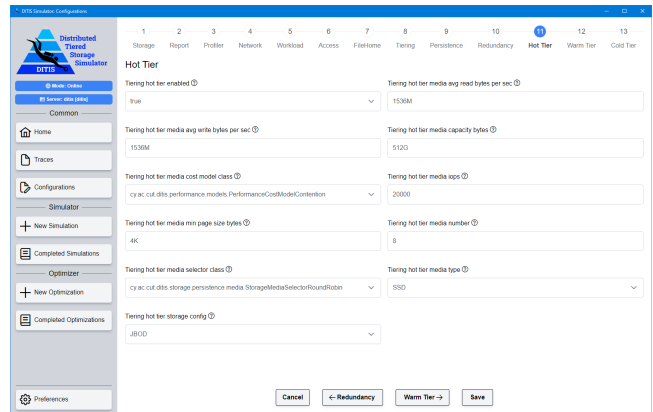 DITIS Simulator: Configurations
Distributed
Tiered
Storage
Simulator
DITIS
Mode: Online
Server: ditis [ditis]
Common
Home
Traces
Configurations
Simulator
New Simulation
Completed Simulations
Optimizer
New Optimization
Completed Optimizations
Preferences
1 2 3 4 5 6 7 8 9 10 11 12 13
Storage Report Profiler Network Workload Access FileHome Tiering Persistence Redundancy Hot Tier Warm Tier Cold Tier
Hot Tier
Tiering hot tier enabled
true
Tiering hot tier media avg read bytes per sec
1536M
Tiering hot tier media avg write bytes per sec
1536M
Tiering hot tier media capacity bytes
512G
Tiering hot tier media cost model class
cy.ac.cut.ditis.performance.models.PerformanceCostModelContention
Tiering hot tier media iops
20000
Tiering hot tier media min page size bytes
4K
Tiering hot tier media number
8
Tiering hot tier media selector class
cy.ac.cut.ditis.storage.persistence.media.StorageMediaSelectorRoundRobin
Tiering hot tier media type
SSD
Tiering hot tier storage config
JBOD
Cancel
← Redundancy
Warm Tier →
Save